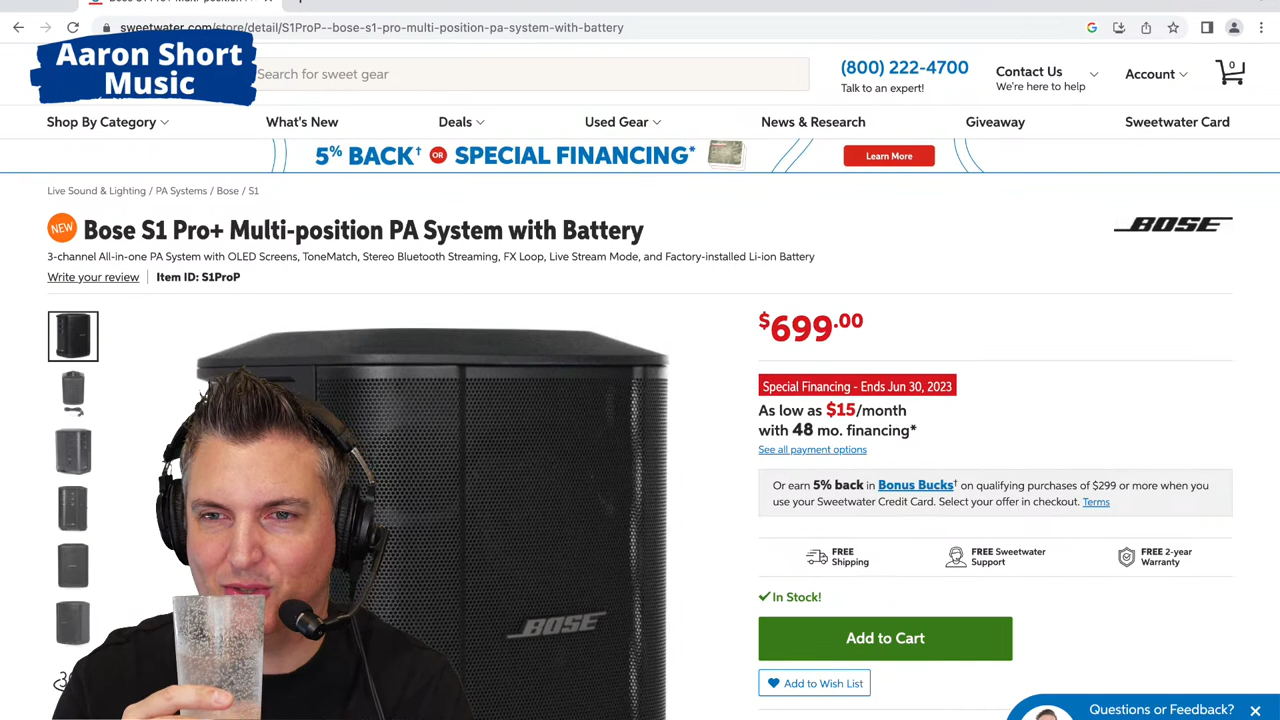 sweetwater.com/store/detail/S1ProP--bose-s1-pro-multi-position-pa-system-with-battery
Aaron Short
Music
Search for sweet gear
(800) 222-4700
Talk to an expert!
Contact Us
We're here to help
Account
0
Shop By Category
What's New
Deals
Used Gear
News & Research
Giveaway
Sweetwater Card
5% BACK† OR SPECIAL FINANCING*
Learn More
Live Sound & Lighting / PA Systems / Bose / S1
NEW
Bose S1 Pro+ Multi-position PA System with Battery
BOSE
3-channel All-in-one PA System with OLED Screens, ToneMatch, Stereo Bluetooth Streaming, FX Loop, Live Stream Mode, and Factory-installed Li-ion Battery
Write your review
Item ID: S1ProP
$699.00
Special Financing - Ends Jun 30, 2023
As low as $15/month
with 48 mo. financing*
See all payment options
Or earn 5% back in Bonus Bucks† on qualifying purchases of $299 or more when you
use your Sweetwater Credit Card. Select your offer in checkout. Terms
FREE
Shipping
FREE Sweetwater
Support
FREE 2-year
Warranty
In Stock!
BOSE
Add to Cart
Add to Wish List
Questions or Feedback?